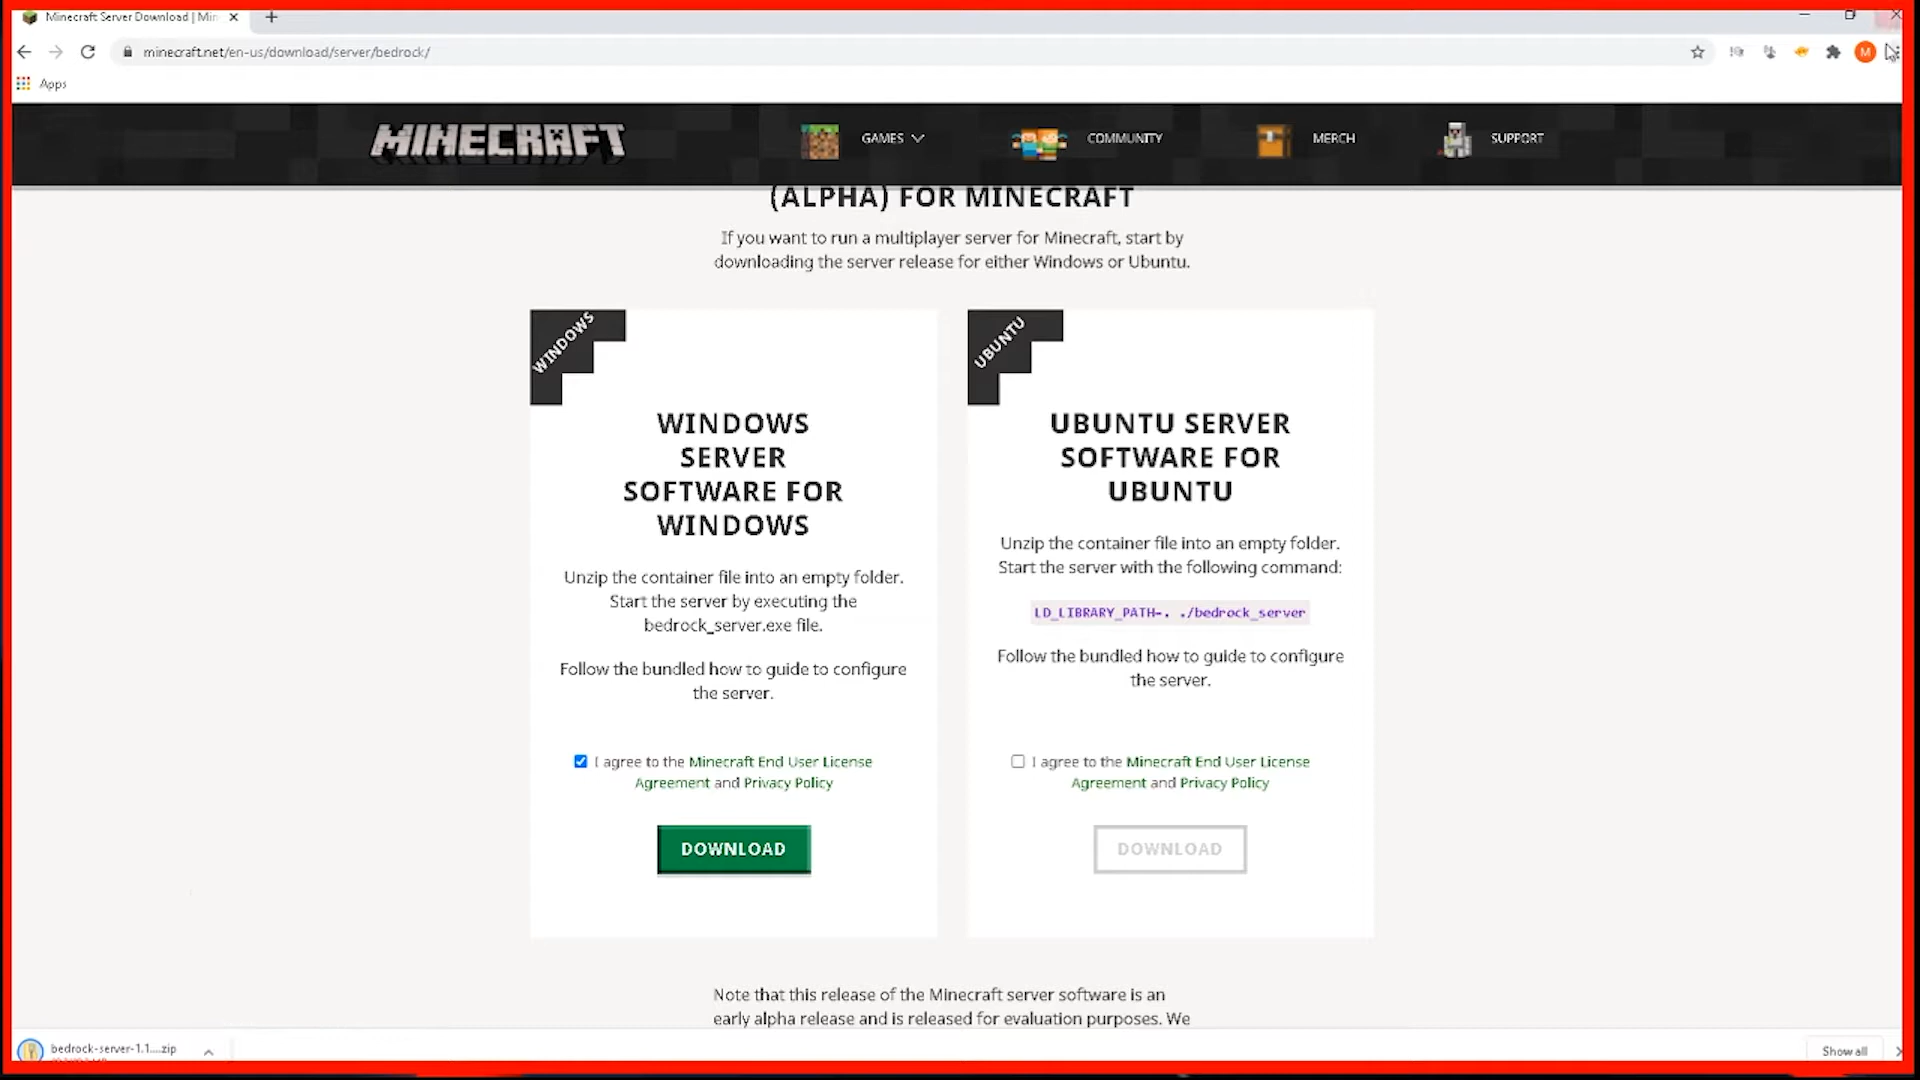 Minecraft Server Download | Min
minecraft.net/en-us/download/server/bedrock/
M
Apps
MINECRAFT
GAMES
COMMUNITY
MERCH
SUPPORT
(ALPHA) FOR MINECRAFT
If you want to run a multiplayer server for Minecraft, start by
downloading the server release for either Windows or Ubuntu.
WINDOWS
WINDOWS
SERVER
SOFTWARE FOR
WINDOWS
Unzip the container file into an empty folder.
Start the server by executing the
bedrock_server.exe file.
Follow the bundled how to guide to configure
the server.
I agree to the Minecraft End User License
Agreement and Privacy Policy
DOWNLOAD
UBUNTU
UBUNTU SERVER
SOFTWARE FOR
UBUNTU
Unzip the container file into an empty folder.
Start the server with the following command:
LD_LIBRARY_PATH=. ./bedrock_server
Follow the bundled how to guide to configure
the server.
I agree to the Minecraft End User License
Agreement and Privacy Policy
DOWNLOAD
Note that this release of the Minecraft server software is an
early alpha release and is released for evaluation purposes. We
bedrock-server-1.1....zip
Show all